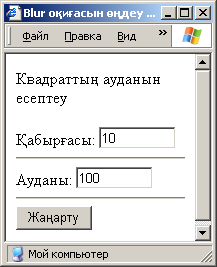 Blur оқиғасын өңдеу ...
Файл Правка Вид »
Квадраттың ауданын
есептеу
Қабырғасы: 10
Ауданы: 100
Жаңарту
Мой компьютер